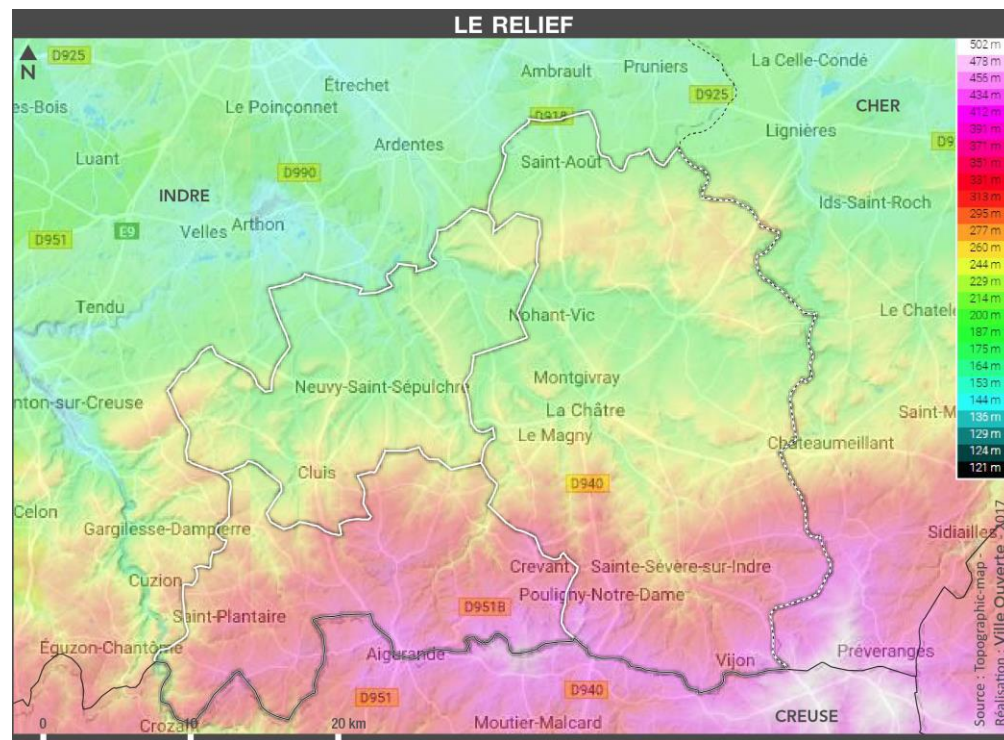 LE RELIEF
N
D925
Ambrault
Pruniers
La Celle-Condé
Étrechet
es-Bois
Le Poinçonnet
D925
CHER
D918
Lignières
Ardentes
D9
Luant
Saint-Août
D990
INDRE
Ids-Saint-Roch
Arthon
Velles
D951
E9
Tendu
Nohant-Vic
Le Chatel
Neuvy-Saint-Sépulchre
Montgivray
nton-sur-Creuse
La Châtre
Saint-M
Le Magny
Châteaumeillant
Cluis
D940
Celon
Gargilesse-Dampierre
Sidiailles
Crevant
Sainte-Sévère-sur-Indre
Cuzion
Pouligny-Notre-Dame
D951B
Saint-Plantaire
Éguzon-Chantôme
Aigurande
Vijon
Préveranges
D951
D940
0
10
20 km
Crozant
Moutier-Malcard
CREUSE
502 m
478 m
456 m
434 m
412 m
391 m
371 m
351 m
331 m
313 m
295 m
277 m
260 m
244 m
229 m
214 m
200 m
187 m
175 m
164 m
153 m
144 m
136 m
129 m
124 m
121 m
Source : Topographic-map -
Réalisation : Ville Ouverte - 2017